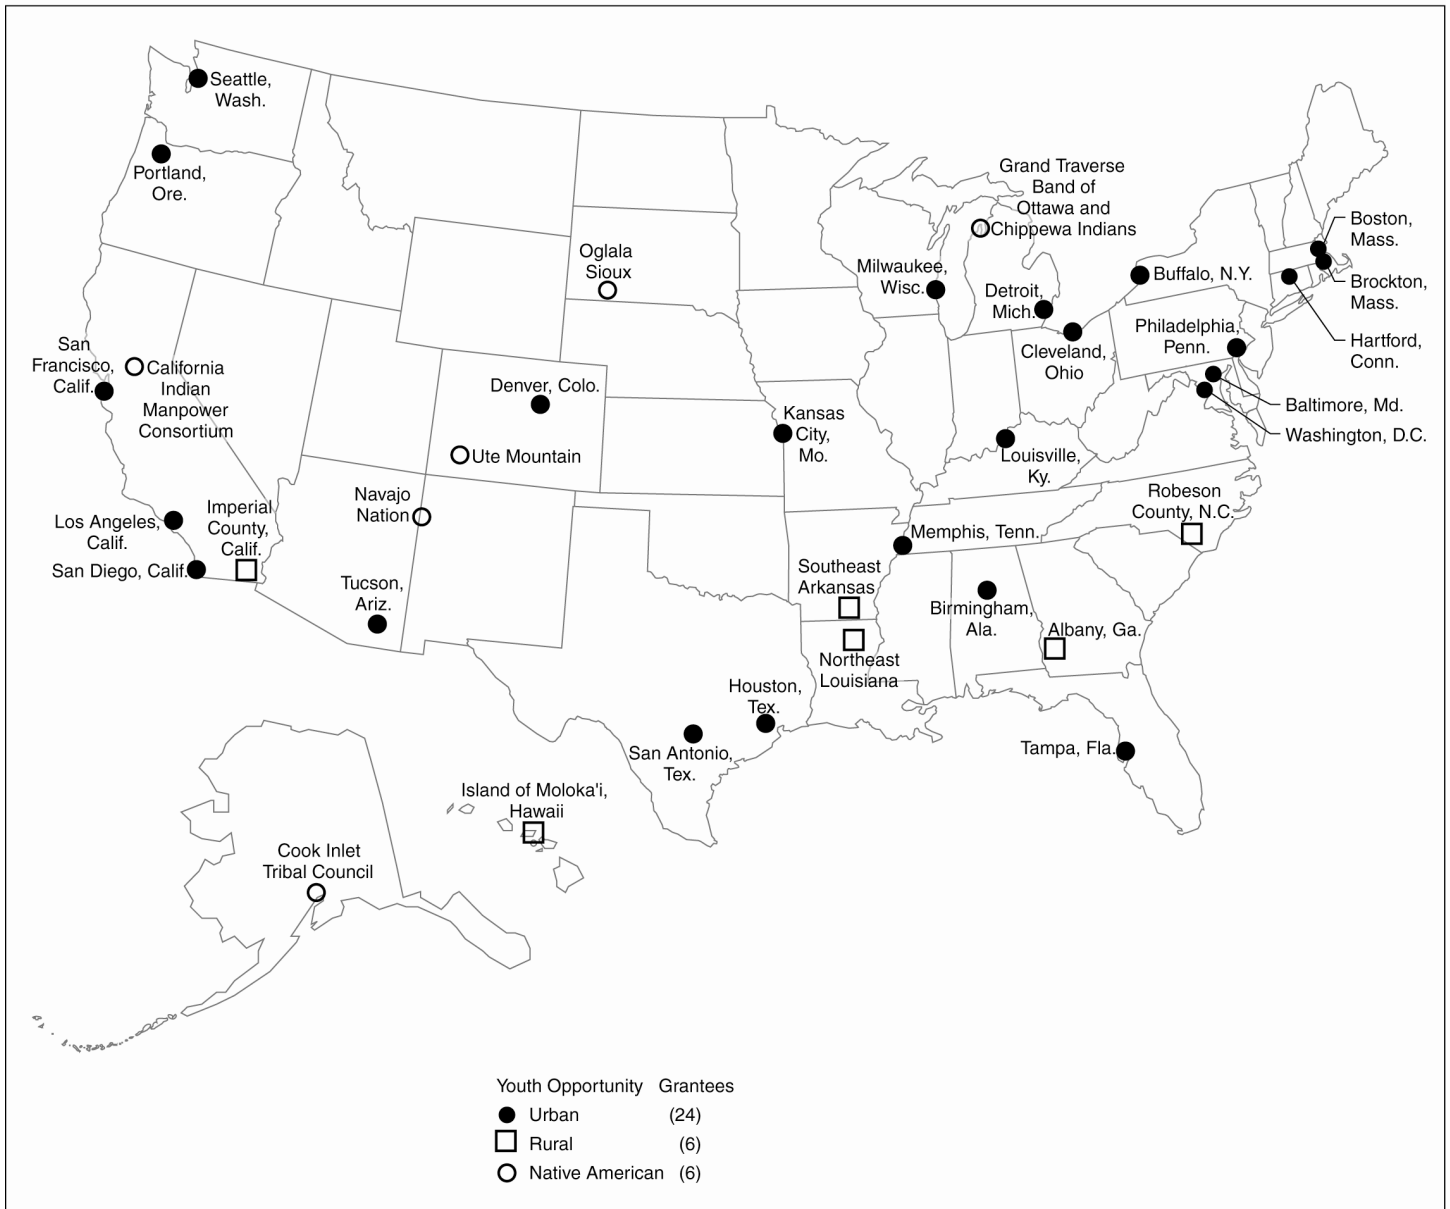 Seattle,
Wash.
Portland,
Ore.
Grand Traverse
Band of
Ottawa and
Chippewa Indians
Boston,
Mass.
Oglala
Sioux
Milwaukee,
Wisc.
Buffalo, N.Y.
Brockton,
Mass.
Detroit,
Mich.
Philadelphia,
Penn.
Hartford,
Conn.
San
Francisco,
Calif.
California
Indian
Manpower
Consortium
Cleveland,
Ohio
Denver, Colo.
Baltimore, Md.
Kansas
City,
Mo.
Washington, D.C.
Ute Mountain
Louisville,
Ky.
Navajo
Nation
Imperial
County,
Calif.
Robeson
County, N.C.
Los Angeles,
Calif.
Memphis, Tenn.
San Diego, Calif.
Southeast
Arkansas
Tucson,
Ariz.
Birmingham,
Ala.
Albany, Ga.
Northeast
Louisiana
Houston,
Tex.
San Antonio,
Tex.
Tampa, Fla.
Island of Moloka'i,
Hawaii
Cook Inlet
Tribal Council
Youth Opportunity Grantees
Urban (24)
Rural (6)
Native American (6)